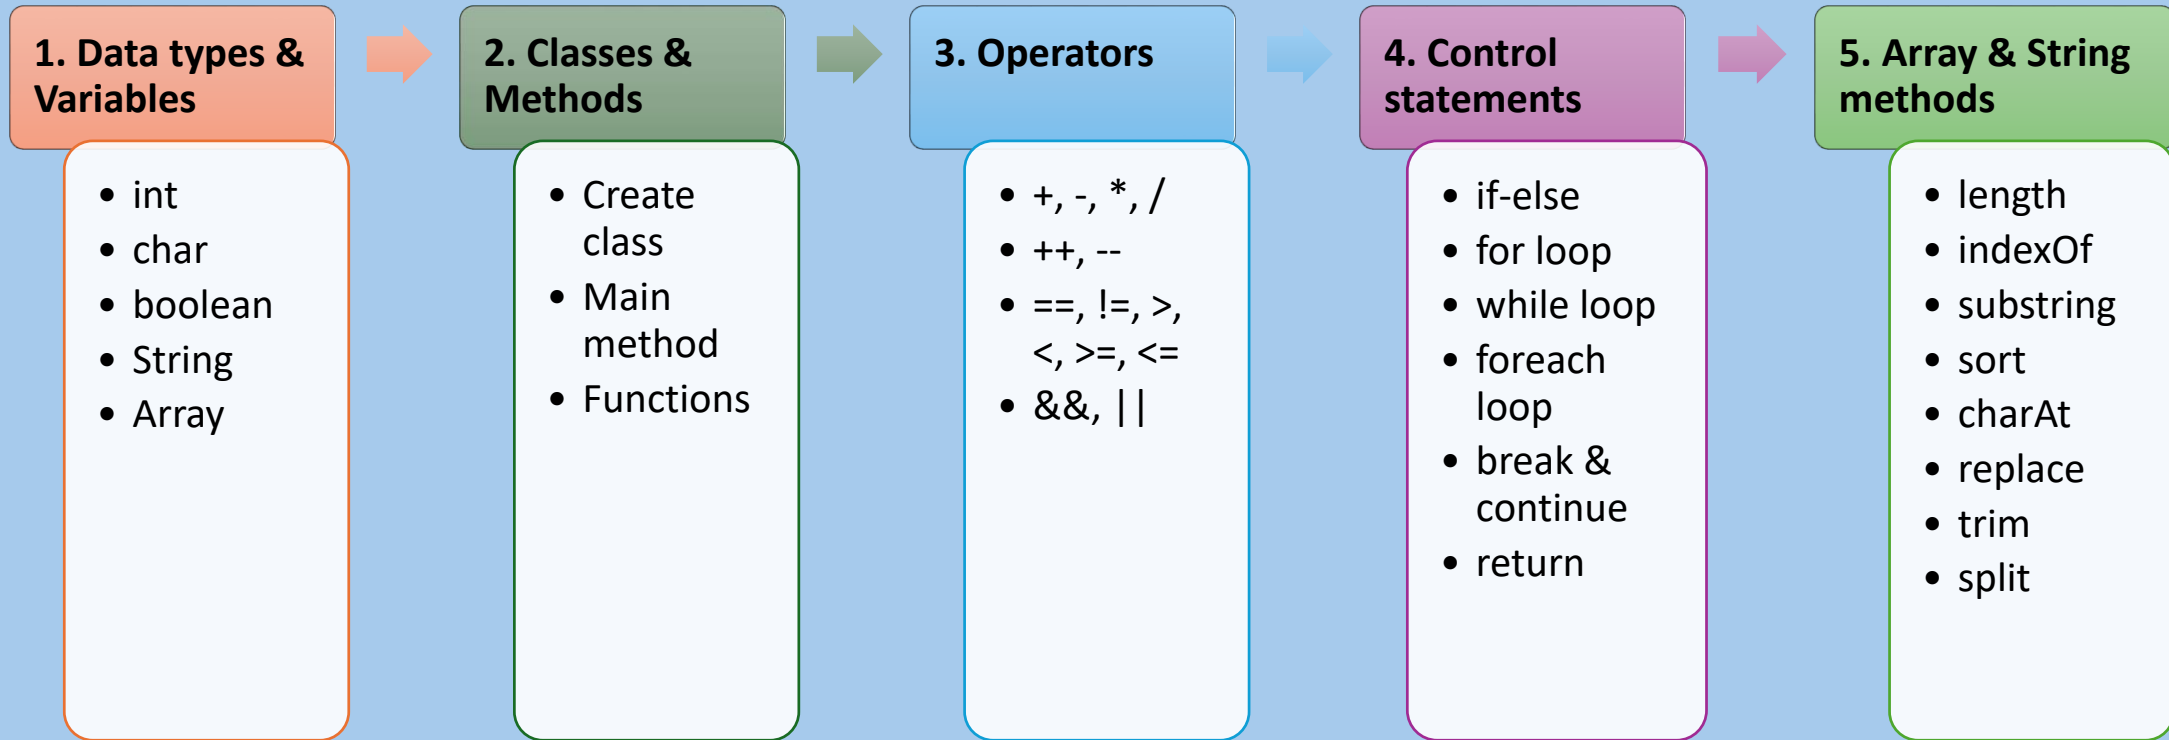 1. Data types &
Variables
• int
• char
• boolean
• String
• Array
2. Classes &
Methods
• Create
class
• Main
method
• Functions
3. Operators
• +, -, *, /
• ++, --
• ==, !=, >,
<, >=, <=
• &&, ||
4. Control
statements
• if-else
• for loop
• while loop
• foreach
loop
• break &
continue
• return
5. Array & String
methods
• length
• indexOf
• substring
• sort
• charAt
• replace
• trim
• split